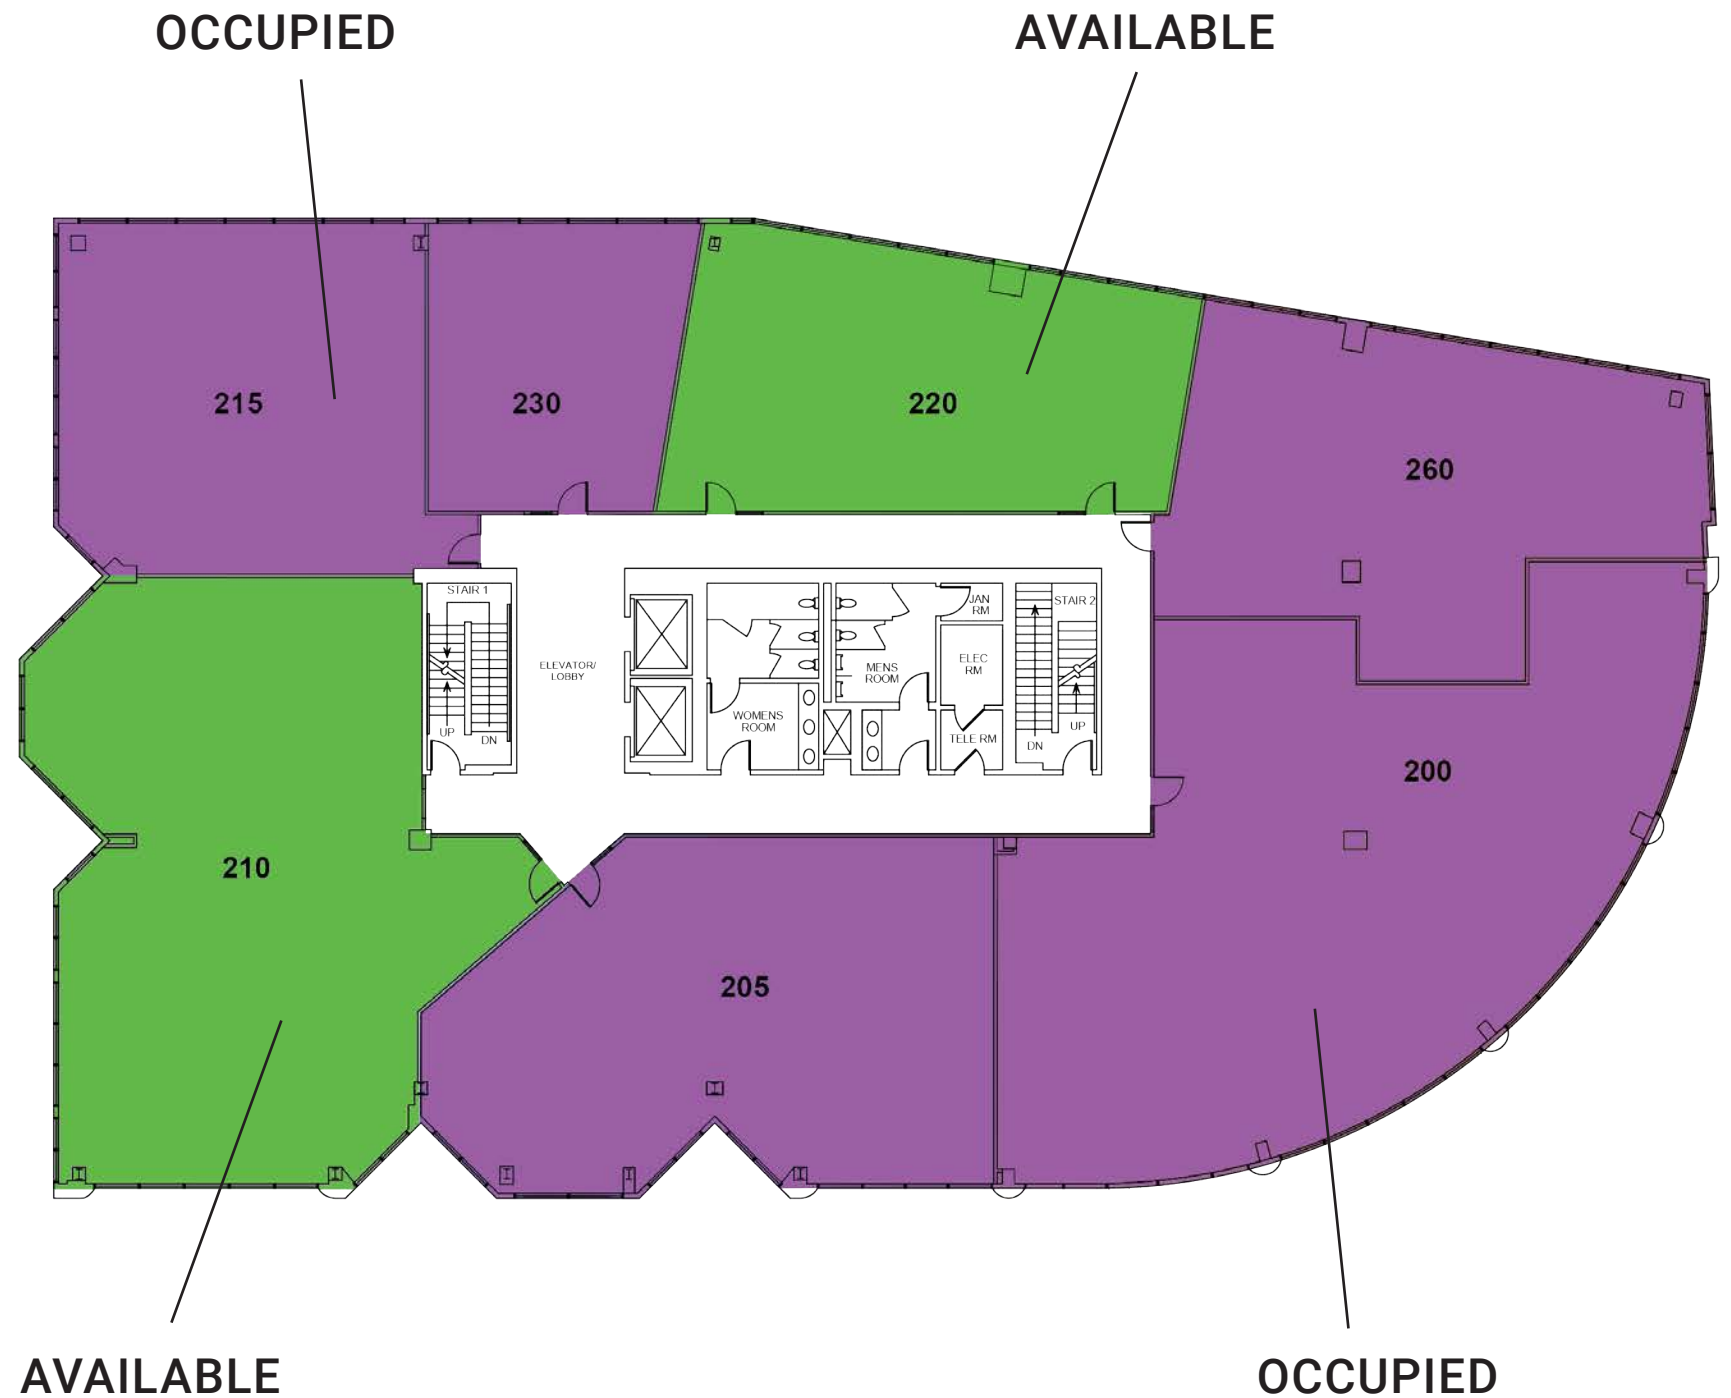 OCCUPIED
AVAILABLE
215
230
220
260
STAIR 1
JAN
RM
STAIR 2
ELEVATOR/
LOBBY
MENS
ROOM
ELEC
RM
WOMENS
ROOM
UP
DN
TELE RM
DN
UP
200
210
205
AVAILABLE
OCCUPIED